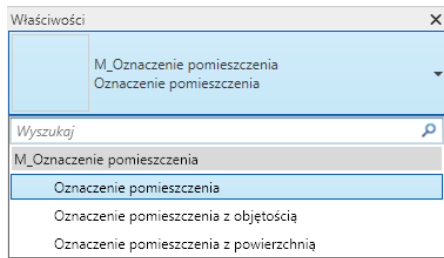 Właściwości
M_Oznaczenie pomieszczenia
Oznaczenie pomieszczenia
Wyszukaj
M_Oznaczenie pomieszczenia
Oznaczenie pomieszczenia
Oznaczenie pomieszczenia z objętością
Oznaczenie pomieszczenia z powierzchnią